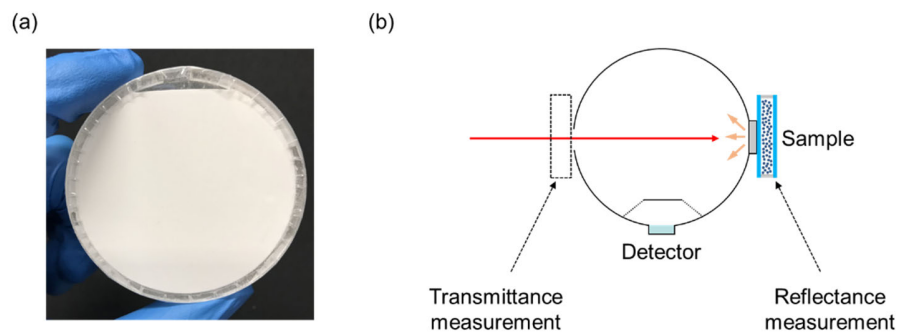 (a)
(b)
Sample
Detector
Transmittance
measurement
Reflectance
measurement